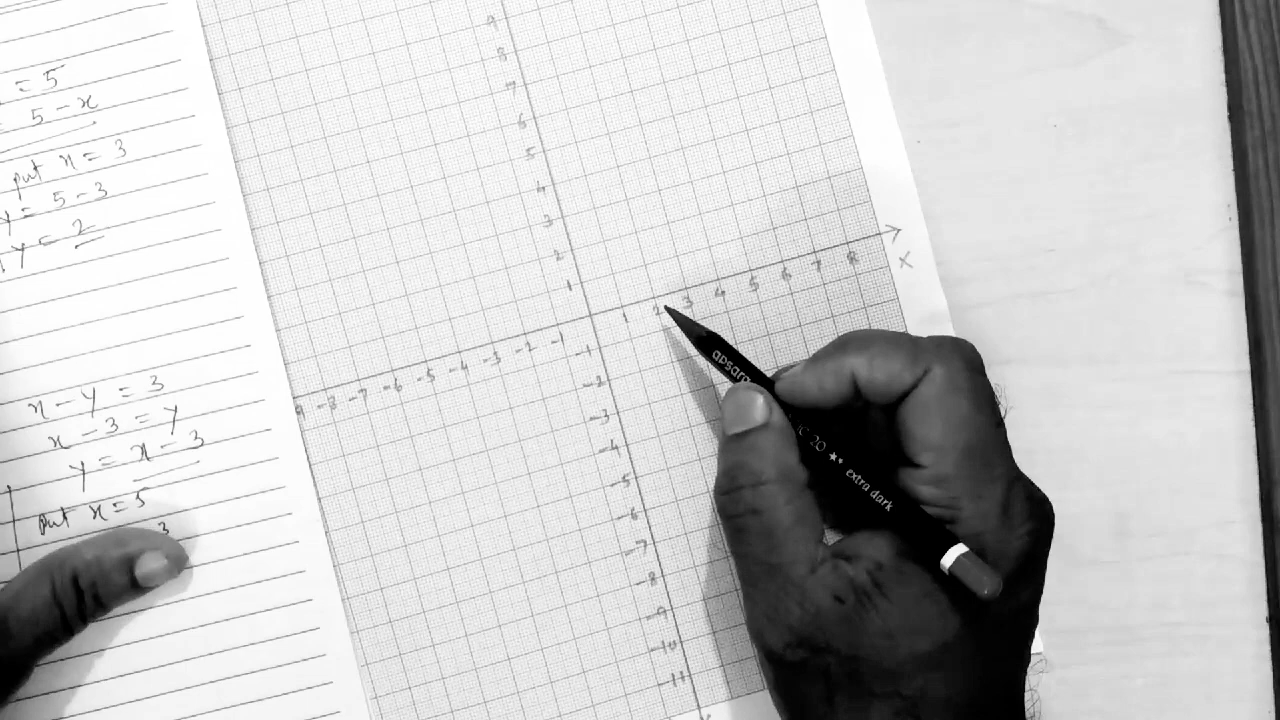 = 5
= 5 - x
put x = 3
y = 5 - 3
y = 2
x - y = 3
x - 3 = y
y = x - 3
put x = 5
3
9
8
7
6
5
4
3
2
1
-9 -8 -7 -6 -5 -4 -3 -2 -1 1 2 3 4 5 6 7 8 X
-1
-2
-3
-4
-5
-6
-7
-8
-9
-10
-11
apsara
20 extra dark